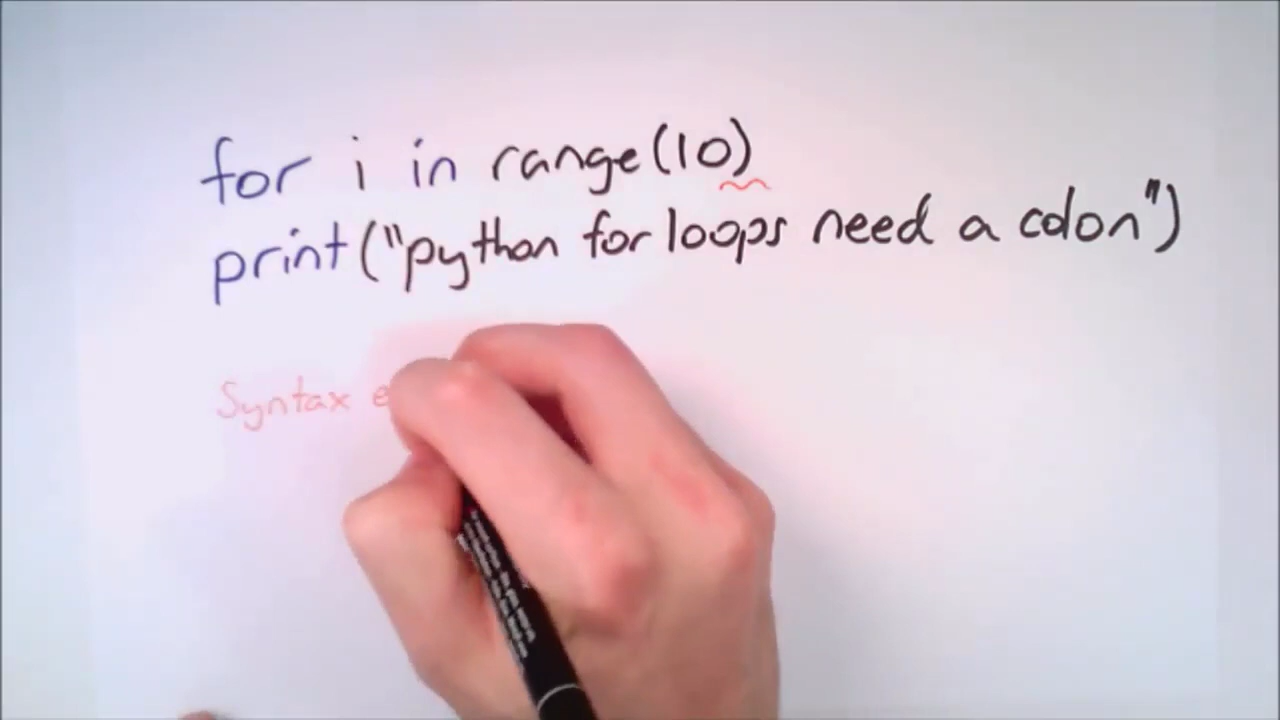 for i in range(10)
print("python for loops need a colon")
Syntax e